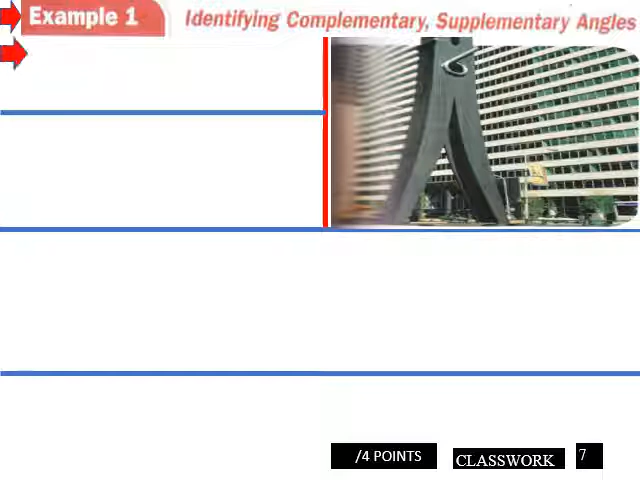 Example 1 Identifying Complementary, Supplementary Angles
/4 POINTS CLASSWORK 7